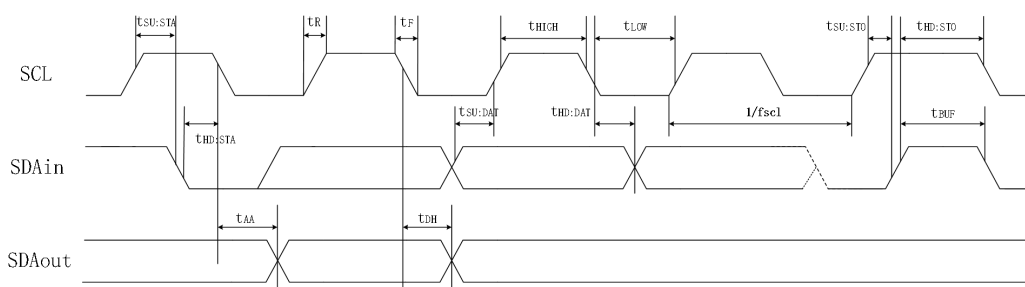 tSU:STA
tR
tF
tHIGH
tLOW
tSU:STO
tHD:STO
SCL
tSU:DAT
tHD:DAT
1/fscl
tBUF
tHD:STA
SDAin
tAA
tDH
SDAout